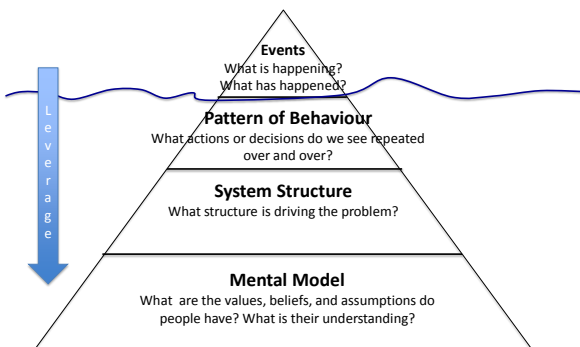 Events
What is happening?
What has happened?
Leverage
Pattern of Behaviour
What actions or decisions do we see repeated
over and over?
System Structure
What structure is driving the problem?
Mental Model
What are the values, beliefs, and assumptions do
people have? What is their understanding?